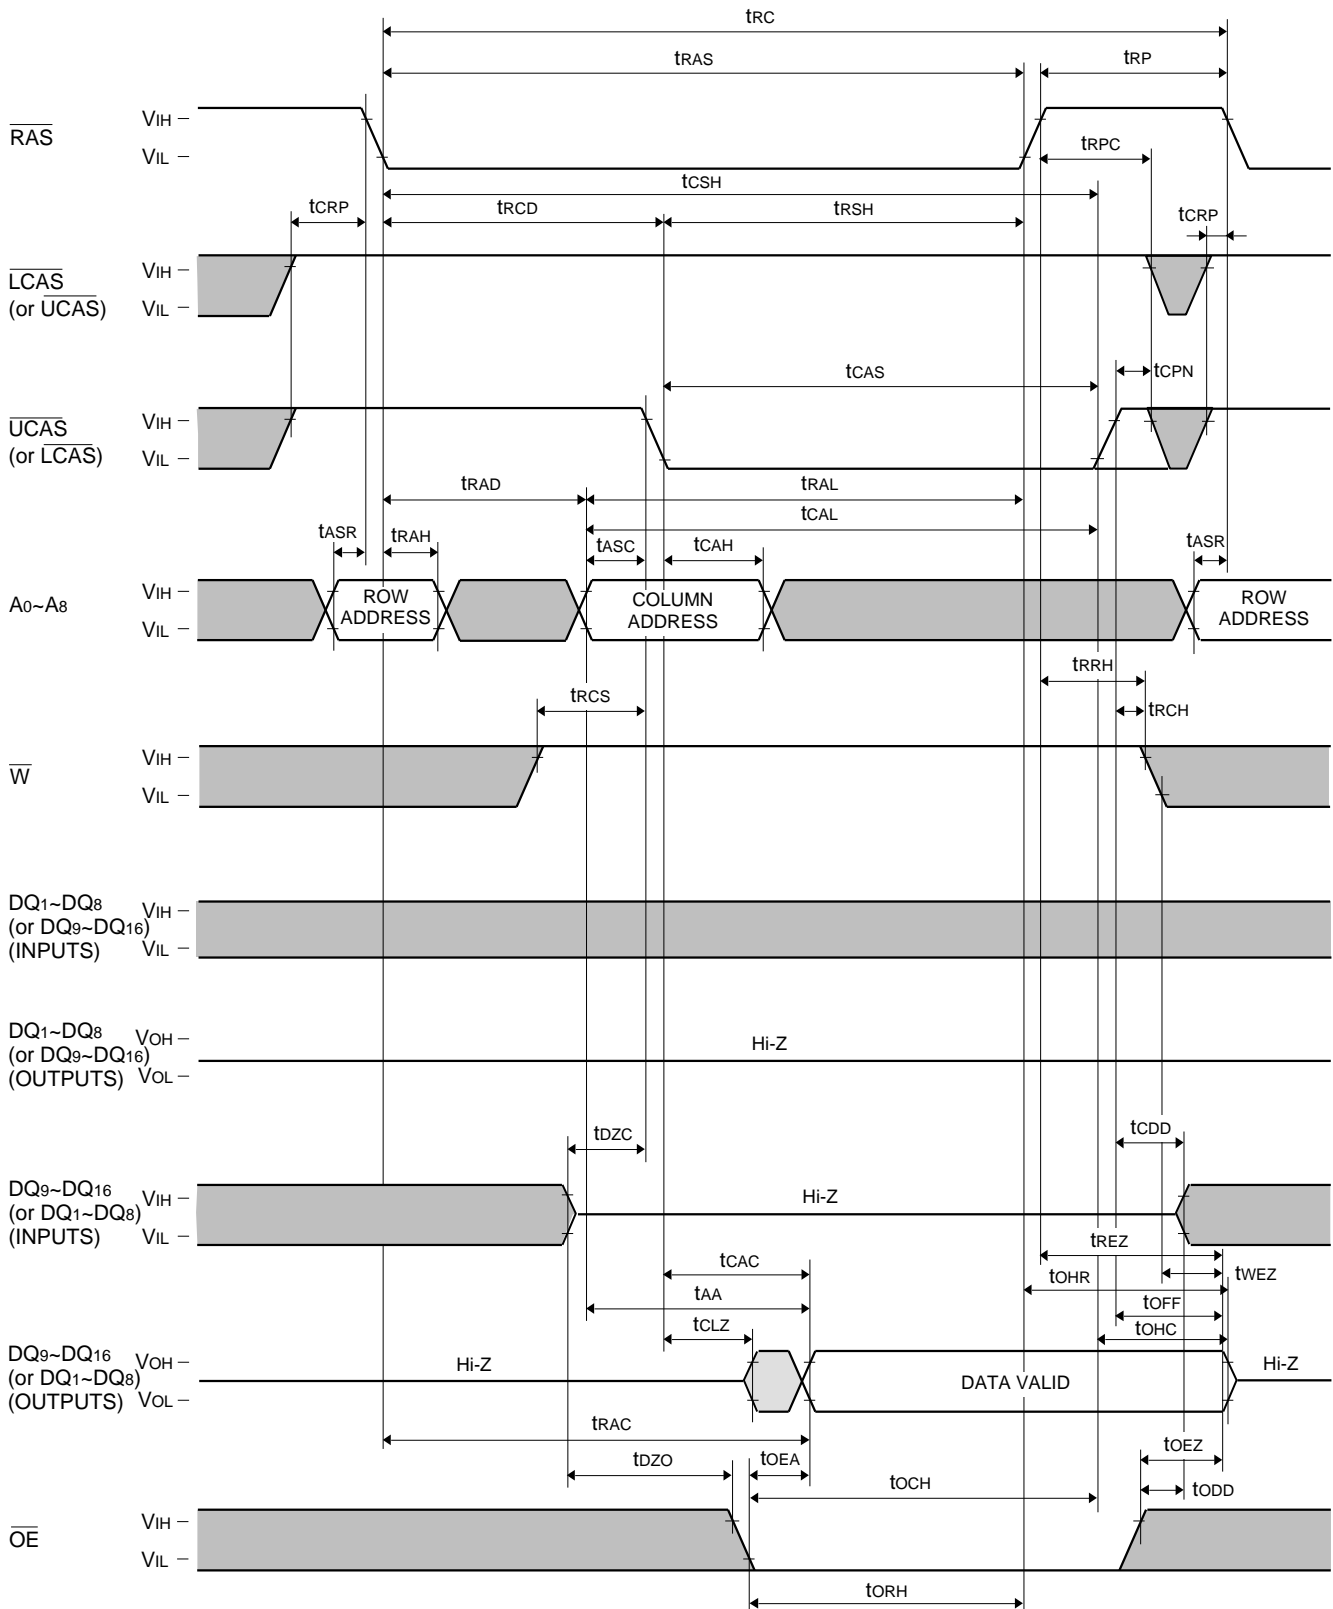 tRC
tRAS
tRP
RAS
VIH
VIL
tRPC
tCSH
tCRP
tRCD
tRSH
tCRP
LCAS
(or UCAS)
VIH
VIL
tCAS
tCPN
UCAS
(or LCAS)
VIH
VIL
tRAD
tRAL
tCAL
tASR
tRAH
tASC
tCAH
tASR
A0~A8
VIH
VIL
ROW
ADDRESS
COLUMN
ADDRESS
ROW
ADDRESS
tRRH
tRCS
tRCH
W
VIH
VIL
DQ1~DQ8
(or DQ9~DQ16)
(INPUTS)
VIH
VIL
DQ1~DQ8
(or DQ9~DQ16)
(OUTPUTS)
VOH
VOL
Hi-Z
tDZC
tCDD
DQ9~DQ16
(or DQ1~DQ8)
(INPUTS)
VIH
VIL
Hi-Z
tREZ
tCAC
tWEZ
tOHR
tAA
tOFF
tCLZ
tOHC
DQ9~DQ16
(or DQ1~DQ8)
(OUTPUTS)
VOH
VOL
Hi-Z
DATA VALID
Hi-Z
tRAC
tOEZ
tDZO
tOEA
tOCH
tODD
OE
VIH
VIL
tORH